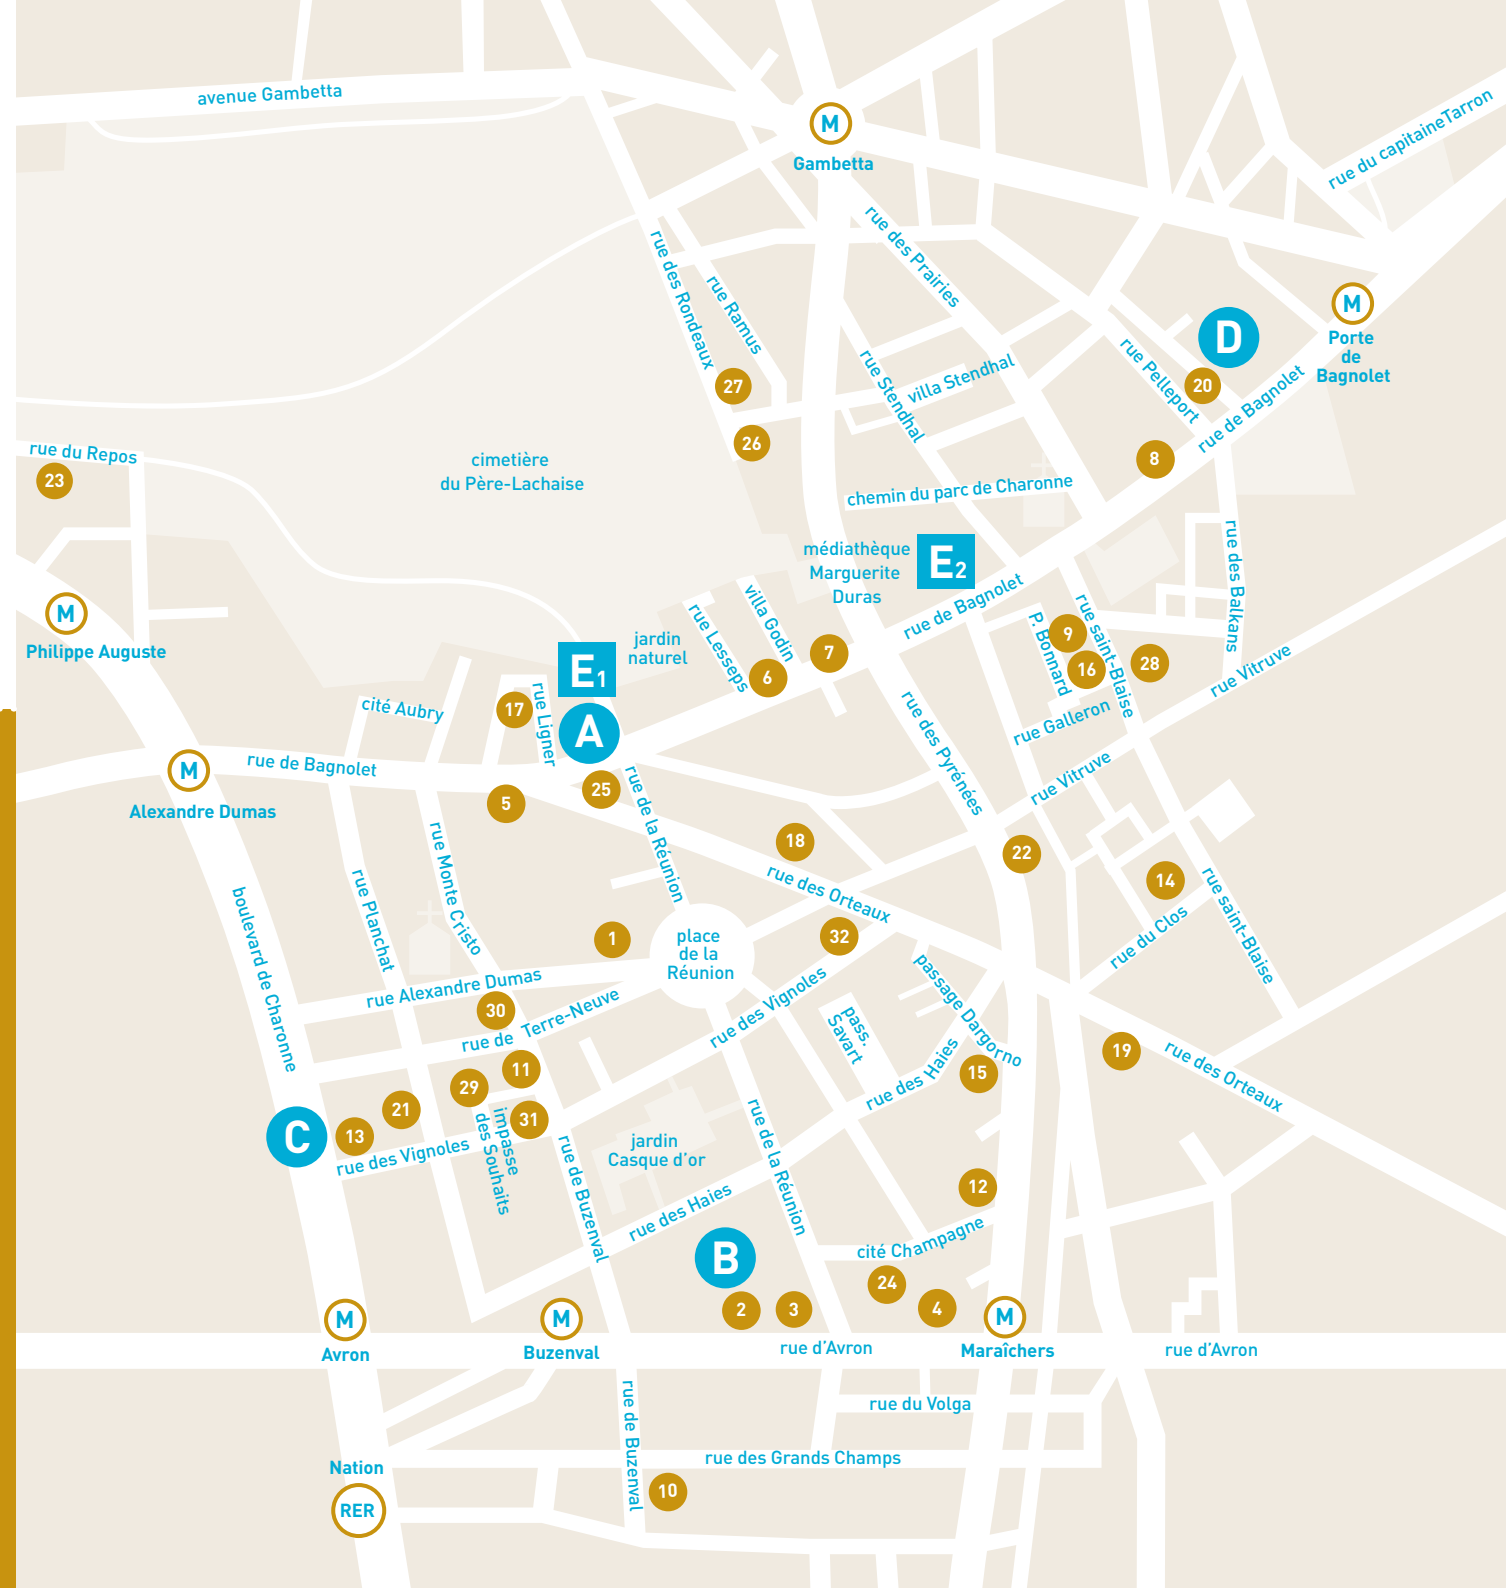 avenue Gambetta
M
Gambetta
rue du capitaine Tarron
rue des Prairies
rue des Rondeaux
rue Ramus
M
Porte
de
Bagnolet
D
rue Pelleport
20
rue Stendhal
villa Stendhal
27
26
rue de Bagnolet
8
rue du Repos
23
cimetière
du Père-Lachaise
chemin du parc de Charonne
rue des Balkans
médiathèque
Marguerite
Duras
E2
rue de Bagnolet
M
Philippe Auguste
jardin
naturel
rue Lesseps
villa Godin
6
7
P. Bonnard
9
16
rue saint-Blaise
28
rue Vitruve
E1
A
17
rue Ligner
cité Aubry
rue Galleron
rue des Pyrénées
rue Vitruve
M
Alexandre Dumas
rue de Bagnolet
5
25
rue de la Réunion
18
rue des Orteaux
22
14
rue du Clos
rue saint-Blaise
boulevard de Charonne
rue Planchat
rue Monte Cristo
1
place
de la
Réunion
32
rue Alexandre Dumas
30
rue de Terre-Neuve
rue des Vignoles
pass.
Savart
passage Dargorno
rue des Haies
15
19
rue des Orteaux
11
29
21
31
C
13
rue des Vignoles
impasse
des Souhaits
rue de Buzenval
jardin
Casque d'or
rue de la Réunion
rue des Haies
12
cité Champagne
B
2
3
24
4
M
Avron
M
Buzenval
rue d'Avron
M
Maraîchers
rue d'Avron
rue du Volga
rue de Buzenval
rue des Grands Champs
10
Nation
RER